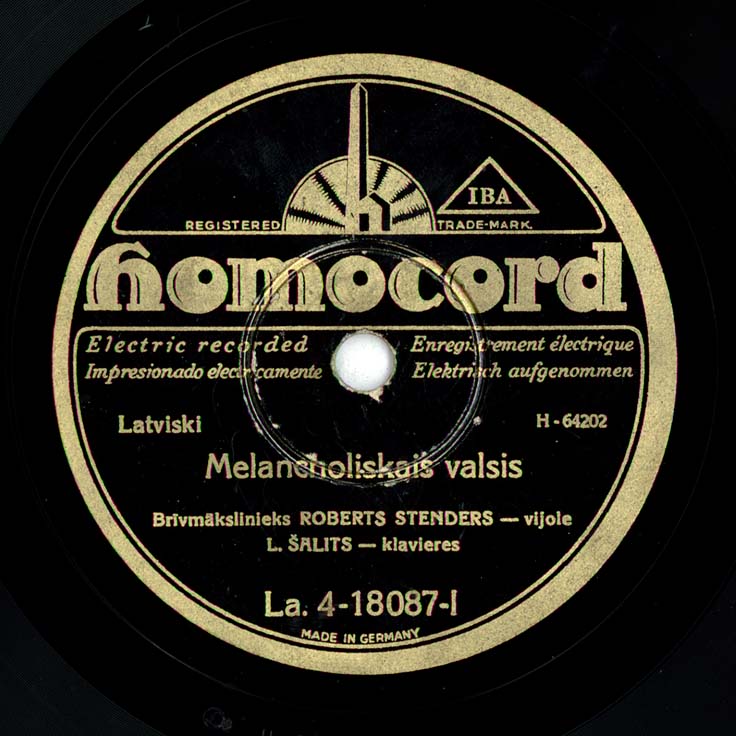 IBA
REGISTERED TRADE-MARK.
homocord
Electric recorded Enregistrement électrique
Impresionado electricamente Elektrisch aufgenommen
Latviski H-64202
Melancholiskais valsis
Brīvmākslinieks ROBERTS STENDERS — vijole
L. ŠALITS — klavieres
La. 4-18087-I
MADE IN GERMANY